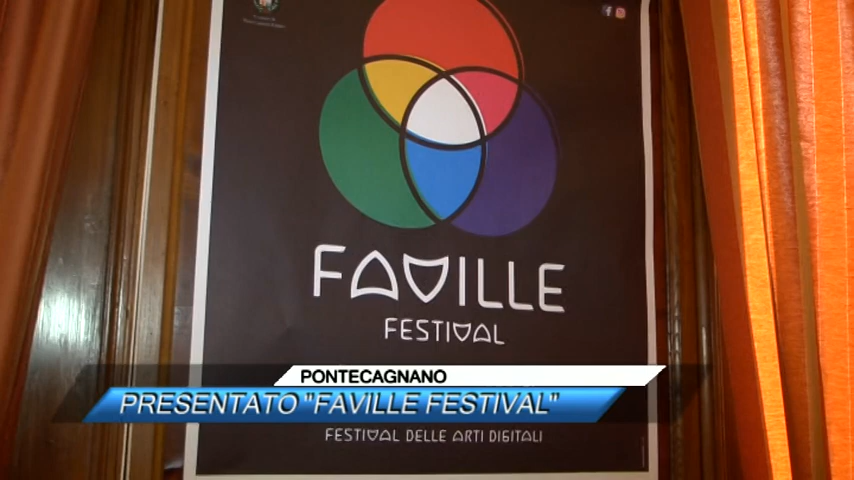 FAVILLE
FESTIVAL
PONTECAGNANO
PRESENTATO "FAVILLE FESTIVAL"
FESTIVAL DELLE ARTI DIGITALI